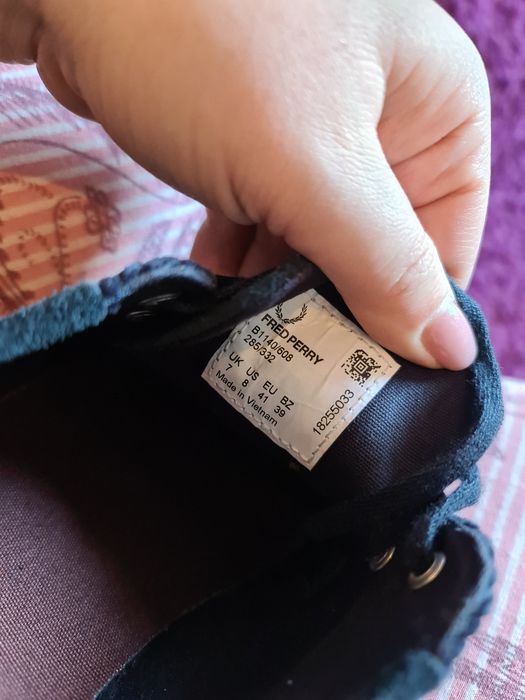 FRED PERRY
B1140/608
285/332
UK US EU BZ
7 8 41 39
Made in Vietnam
18255033